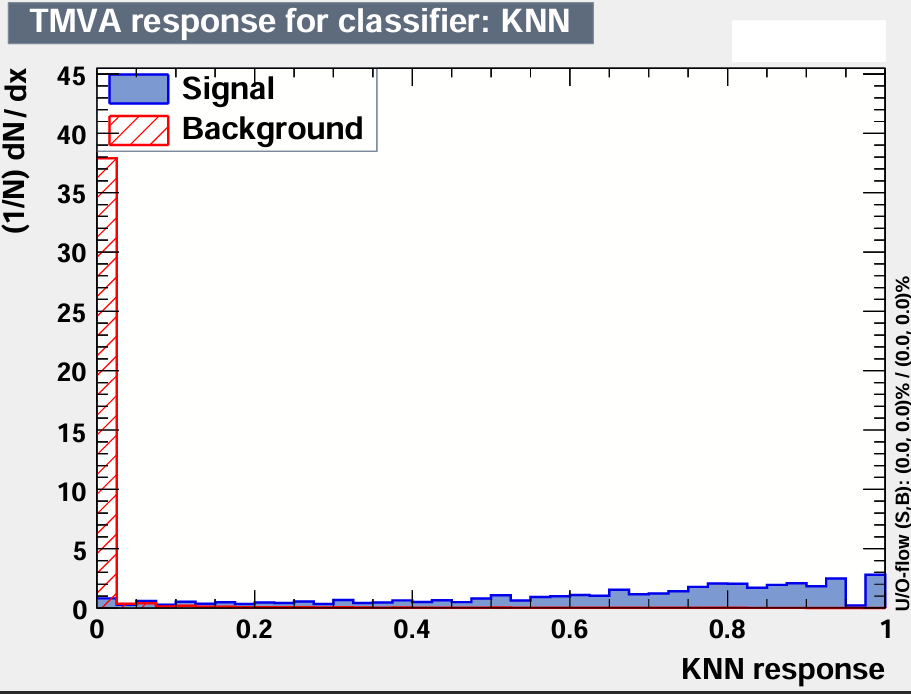 TMVA response for classifier: KNN
(1/N) dN / dx
Signal
Background
45
40
35
30
25
20
15
10
5
0
0
0.2
0.4
0.6
0.8
1
KNN response
U/O-flow (S,B): (0.0, 0.0)% / (0.0, 0.0)%